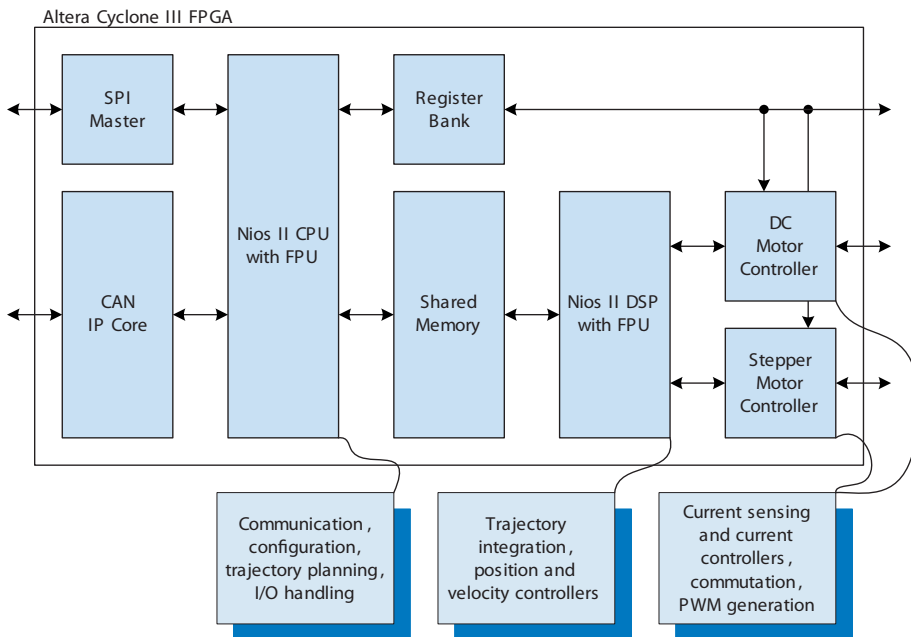 Altera Cyclone III FPGA
SPI
Master
Register
Bank
CAN
IP Core
Nios II CPU
with FPU
Shared
Memory
Nios II DSP
with FPU
DC
Motor
Controller
Stepper
Motor
Controller
Communication,
configuration,
trajectory planning,
I/O handling
Trajectory
integration,
position and
velocity controllers
Current sensing
and current
controllers,
commutation,
PWM generation